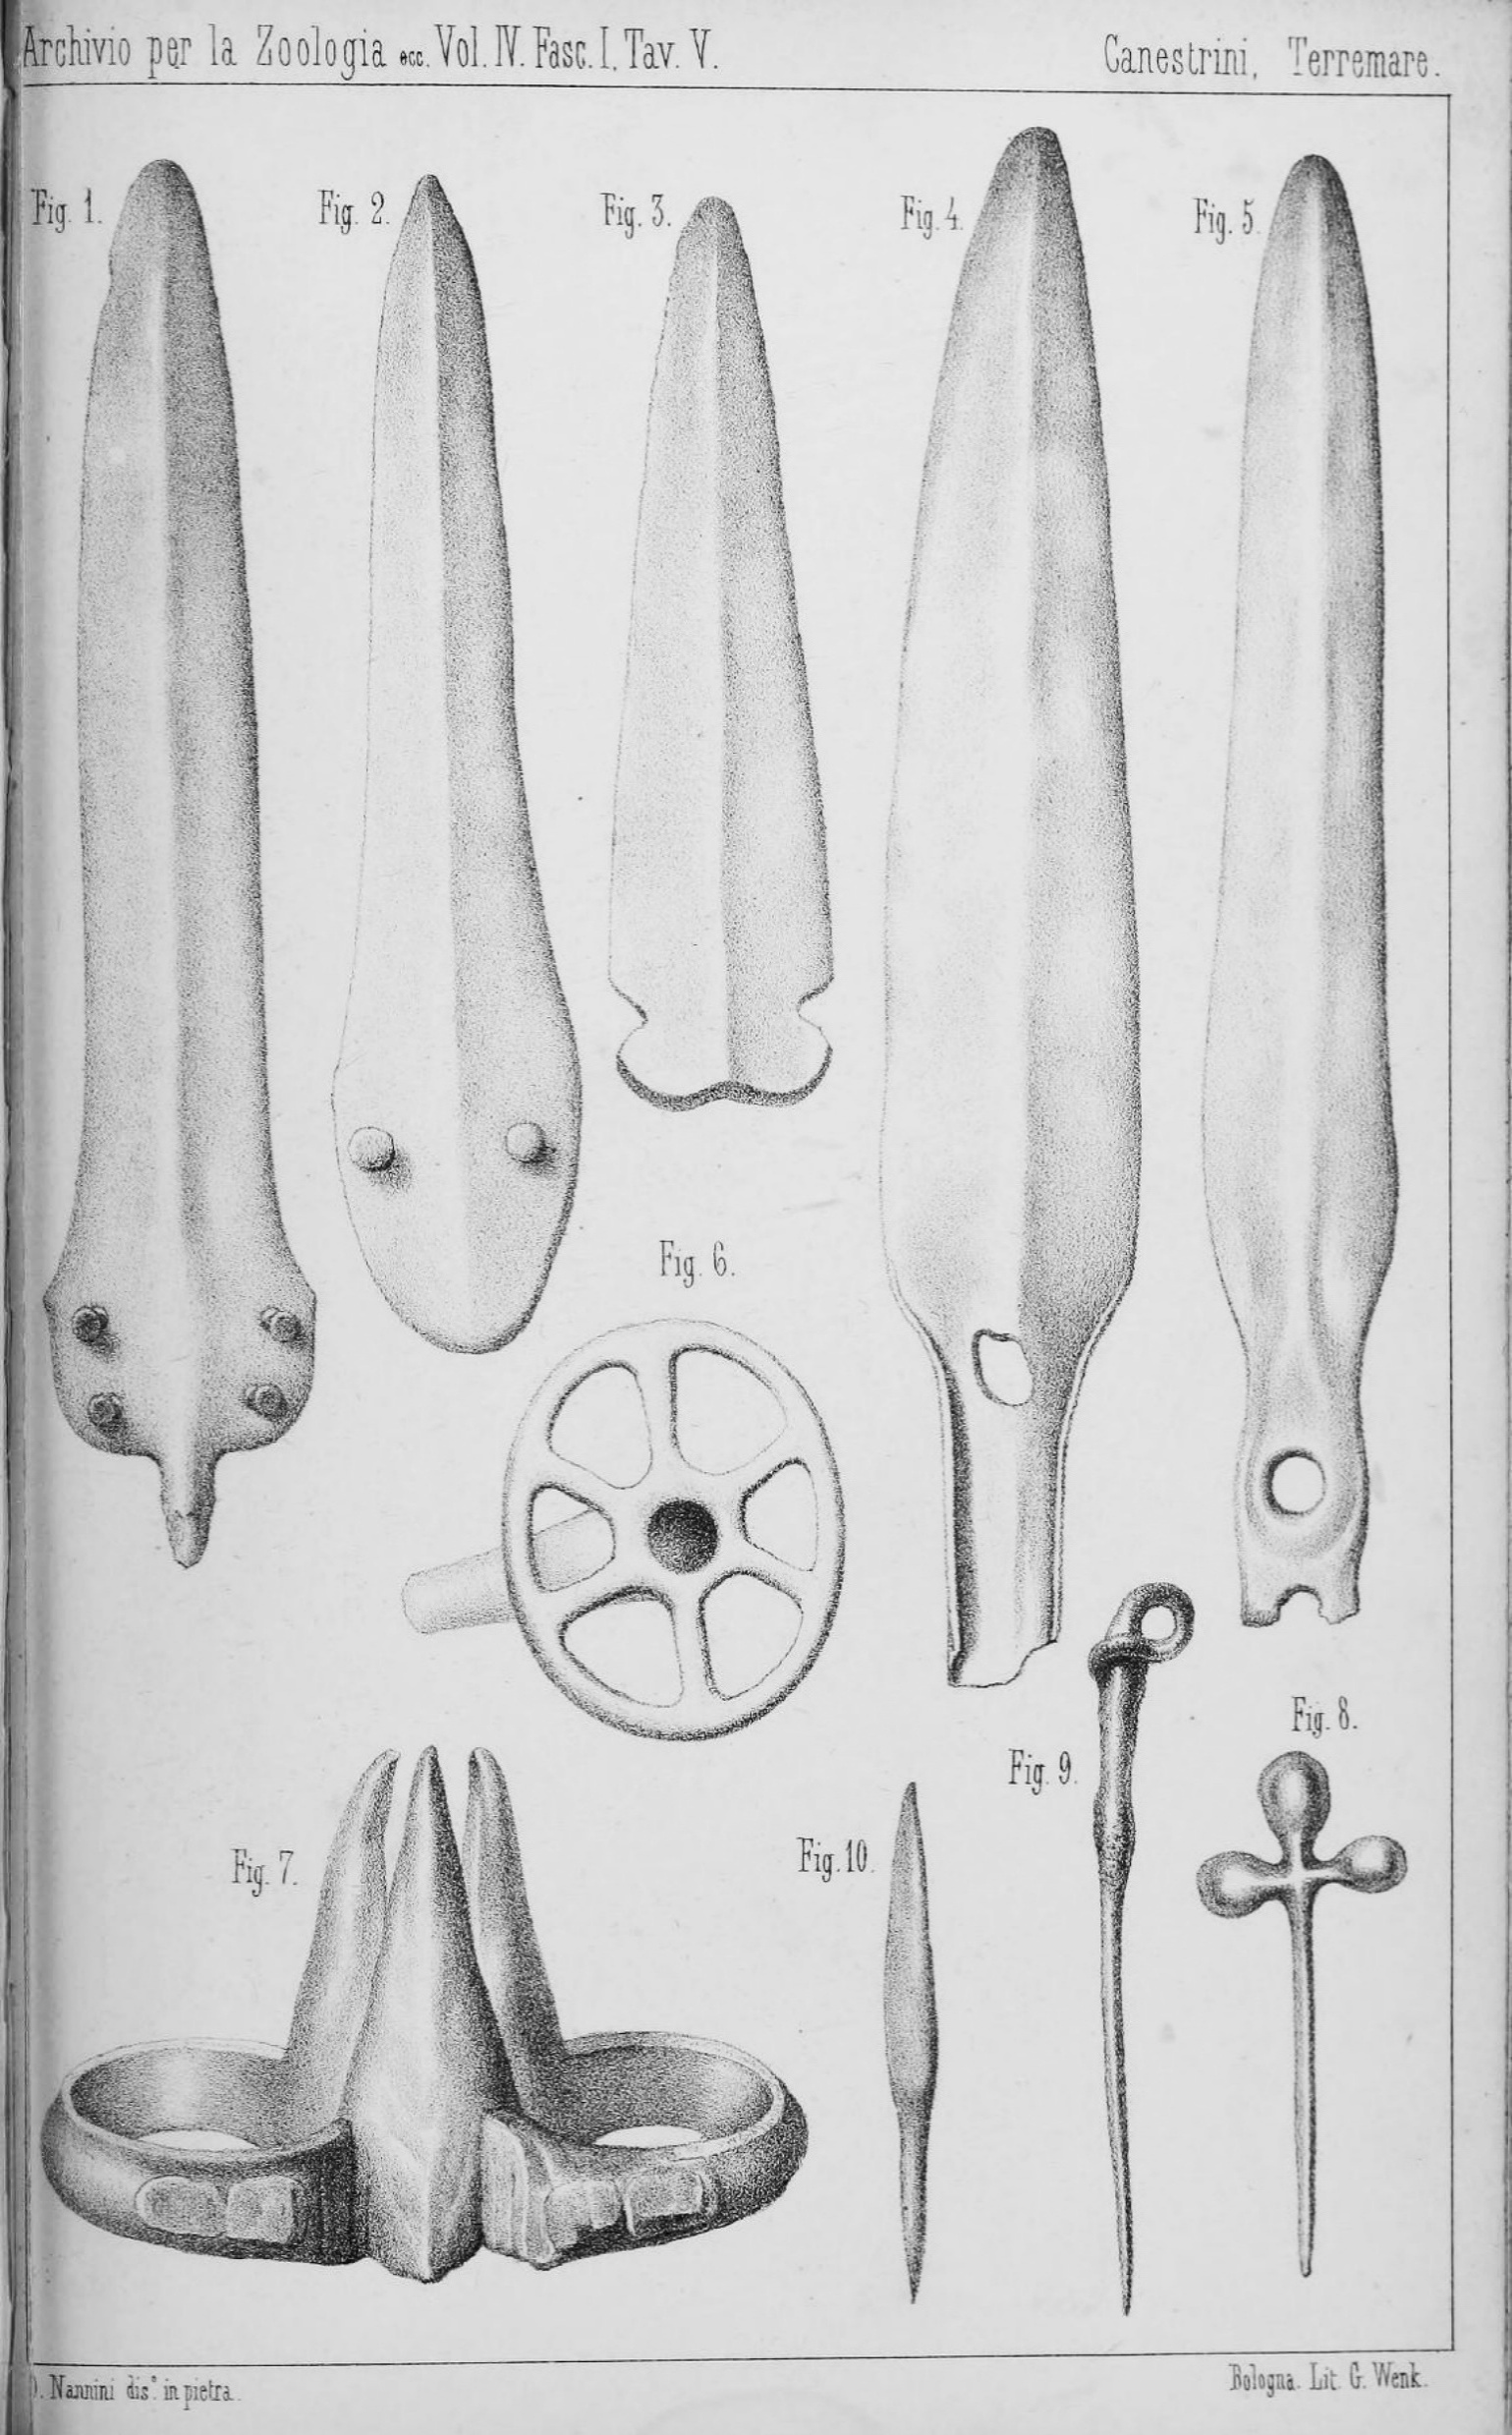 Archivio per la Zoologia ecc. Vol. IV. Fasc. I. Tav. V.
Canestrini, Terremare.
Fig. 1.
Fig. 2.
Fig. 3.
Fig. 4.
Fig. 5.
Fig. 6.
Fig. 7.
Fig. 8.
Fig. 9.
Fig. 10.
Nannini dis.° in pietra.
Bologna. Lit. G. Wenk.